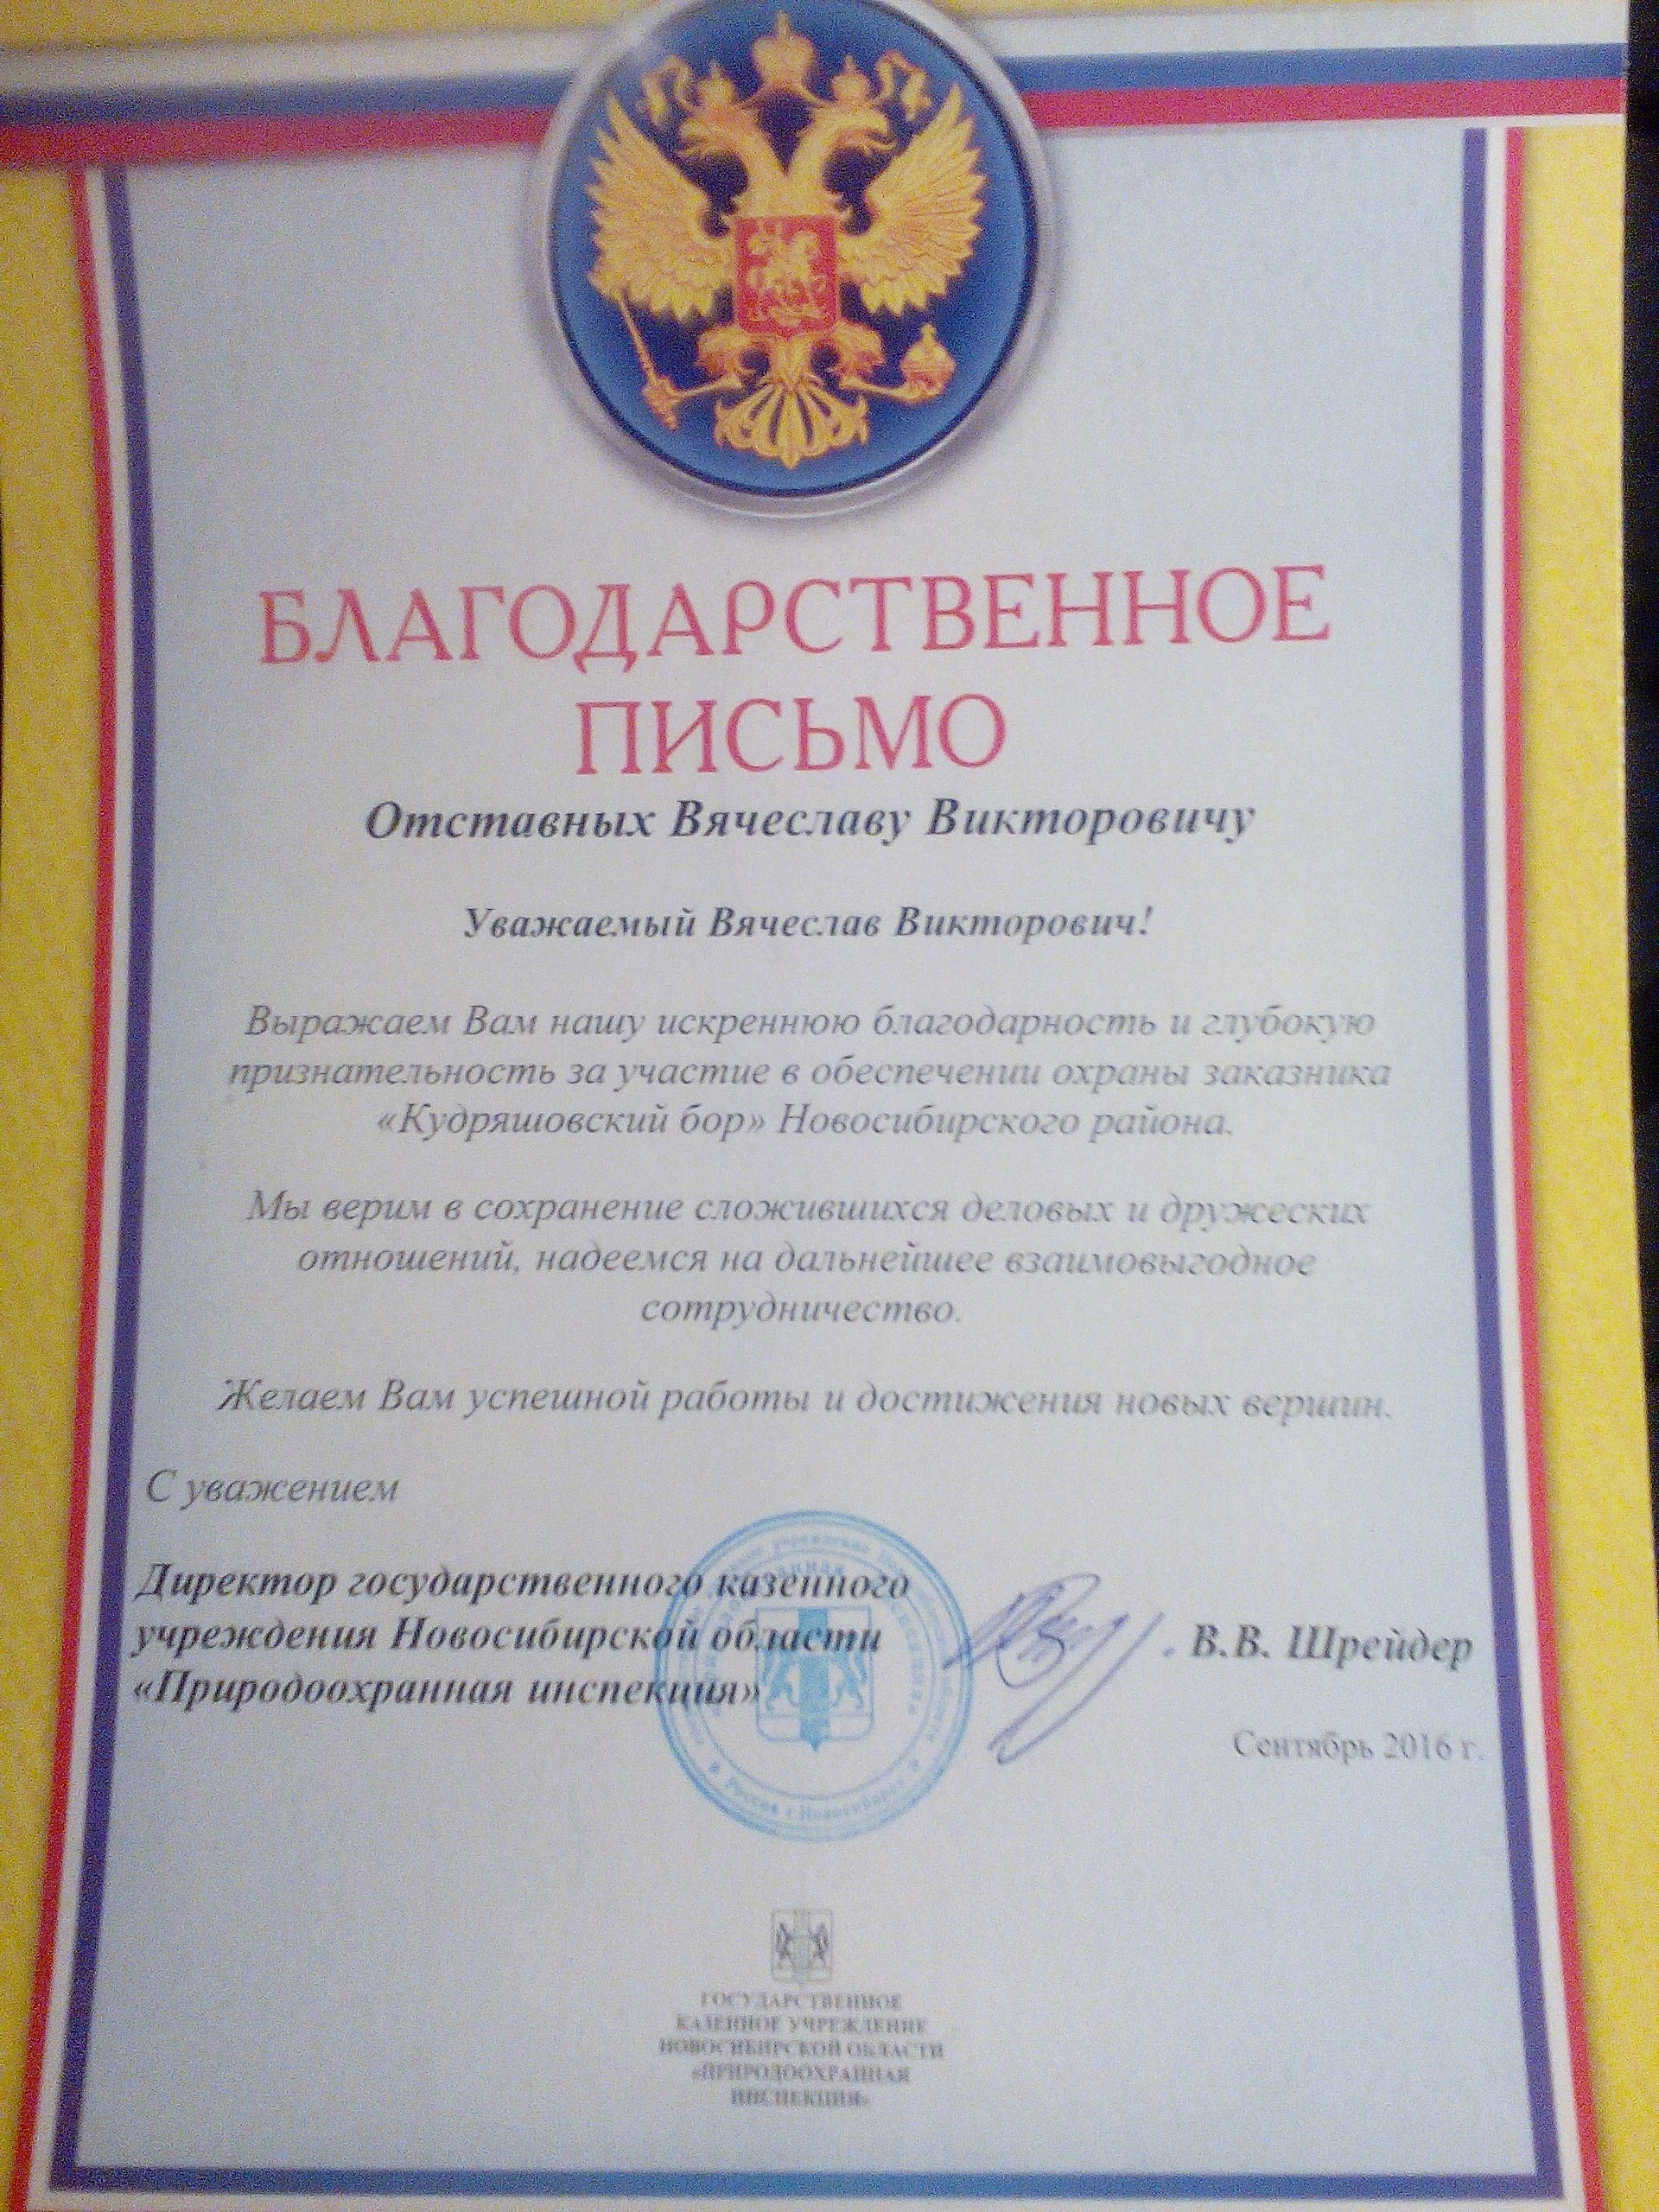 БЛАГОДАРСТВЕННОЕ
ПИСЬМО
Отставных Вячеславу Викторовичу
Уважаемый Вячеслав Викторович!
Выражаем Вам нашу искреннюю благодарность и глубокую
признательность за участие в обеспечении охраны заказника
«Кудряшовский бор» Новосибирского района.
Мы верим в сохранение сложившихся деловых и дружеских
отношений, надеемся на дальнейшее взаимовыгодное
сотрудничество.
Желаем Вам успешной работы и достижения новых вершин.
С уважением
Директор государственного казенного
учреждения Новосибирской области
«Природоохранная инспекция»
В.В. Шрейдер
Сентябрь 2016 г.
Россия г.Новосибирск
ГОСУДАРСТВЕННОЕ
КАЗЕННОЕ УЧРЕЖДЕНИЕ
НОВОСИБИРСКОЙ ОБЛАСТИ
«ПРИРОДООХРАННАЯ
ИНСПЕКЦИЯ»